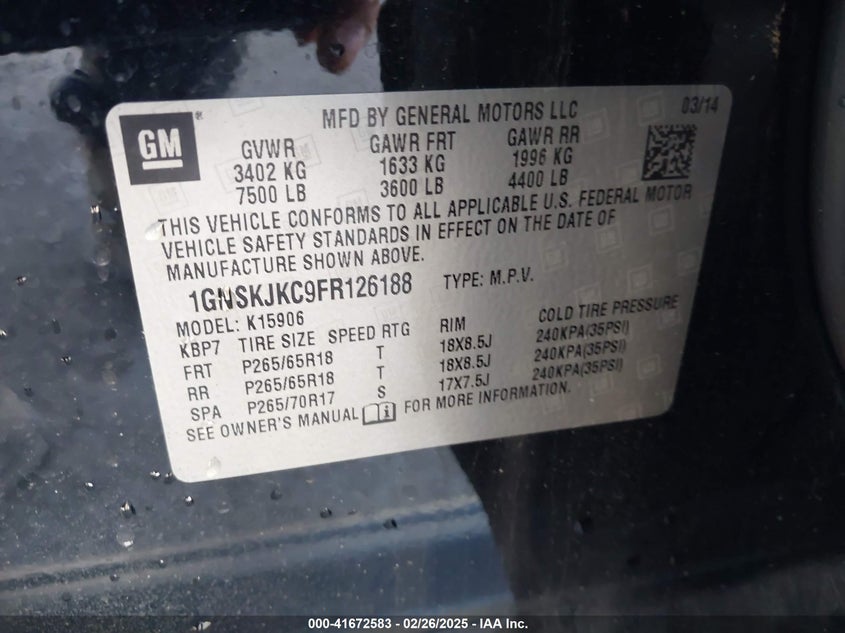 GM
MFD BY GENERAL MOTORS LLC 03/14
GVWR GAWR FRT GAWR RR
3402 KG 1633 KG 1996 KG
7500 LB 3600 LB 4400 LB
THIS VEHICLE CONFORMS TO ALL APPLICABLE U.S. FEDERAL MOTOR
VEHICLE SAFETY STANDARDS IN EFFECT ON THE DATE OF
MANUFACTURE SHOWN ABOVE.
1GNSKJKC9FR126188 TYPE: M.P.V.
MODEL: K15906
KBP7 TIRE SIZE SPEED RTG RIM COLD TIRE PRESSURE
FRT P265/65R18 T 18X8.5J 240KPA(35PSI)
RR P265/65R18 T 18X8.5J 240KPA(35PSI)
SPA P265/70R17 S 17X7.5J 240KPA(35PSI)
SEE OWNER'S MANUAL FOR MORE INFORMATION.
000-41672583 - 02/26/2025 - IAA Inc.